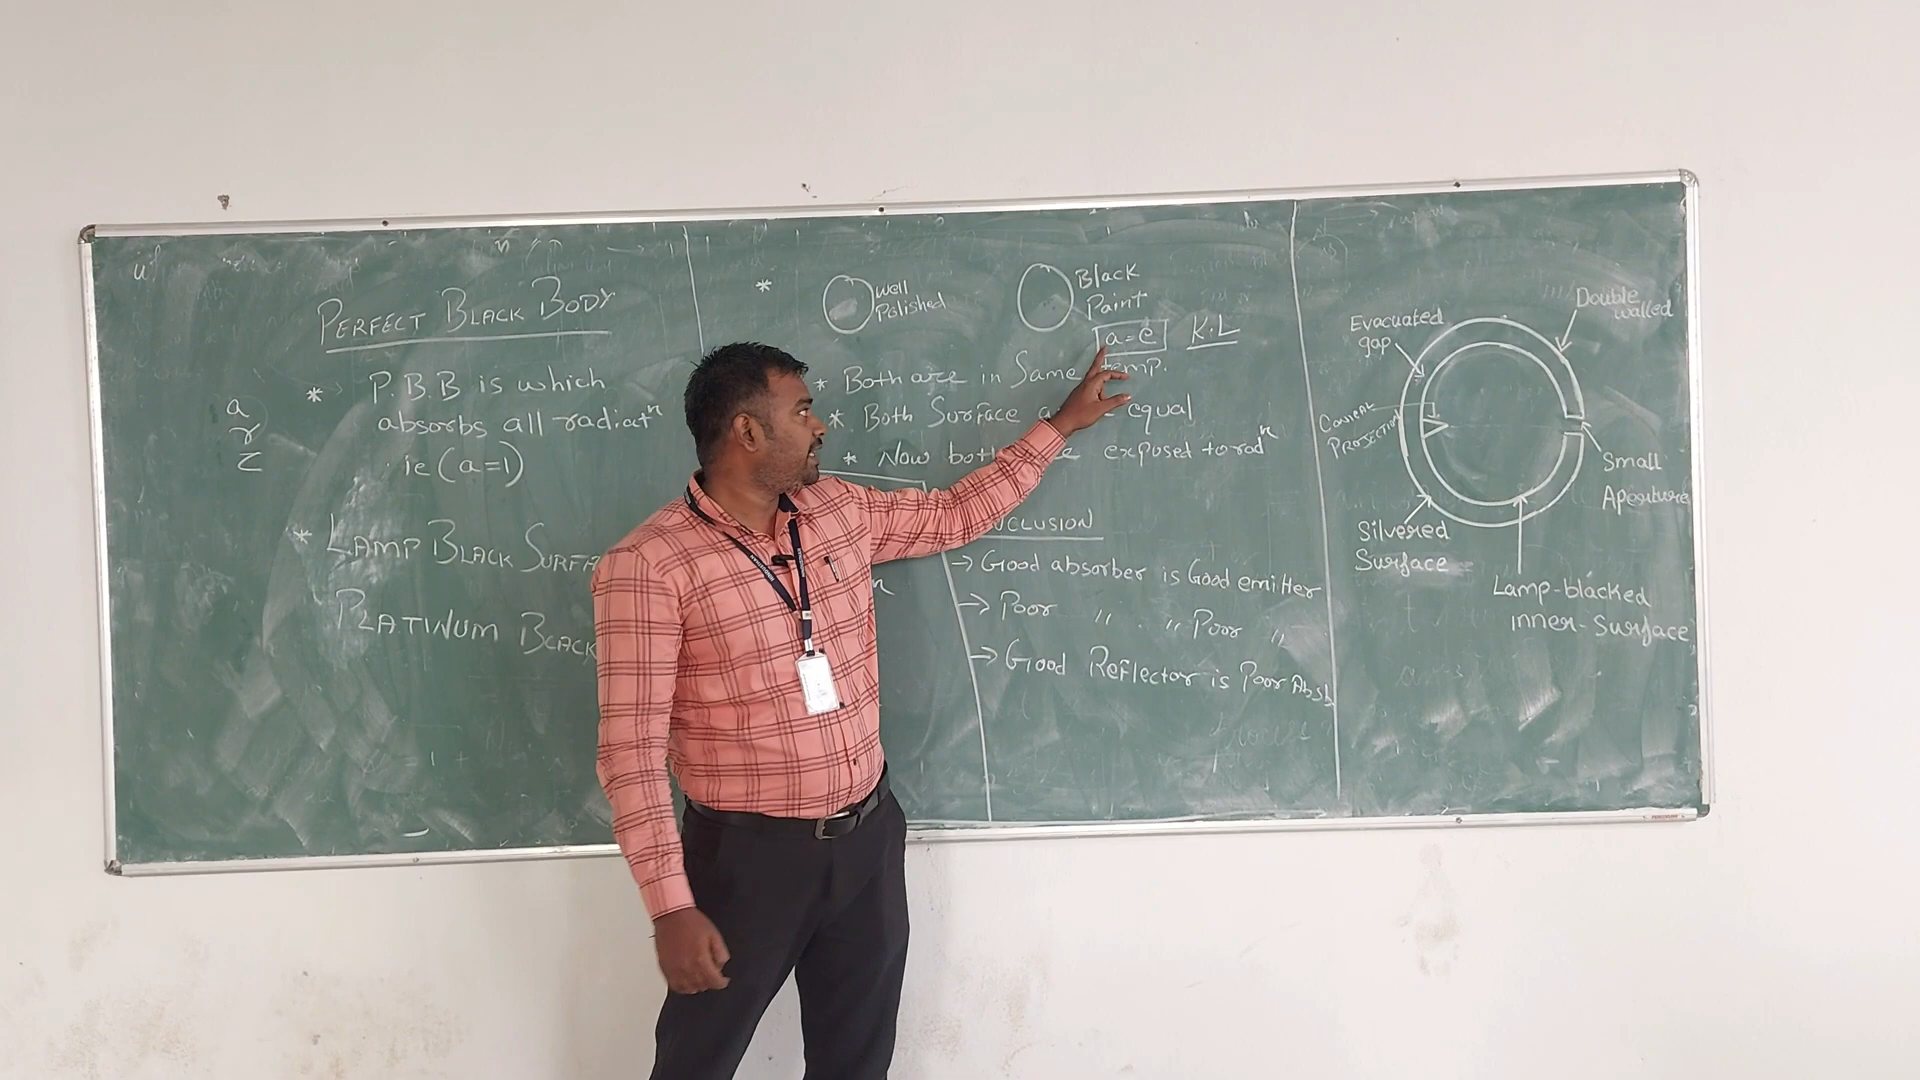 PERFECT BLACK BODY
* P.B.B is which
absorbs all radiatⁿ
ie (a=1)
a
r
τ
* LAMP BLACK SURFA
PLATINUM BLACK
*
Well
Polished
Black
Paint
a=e K.L
* Both are in Same temp.
* Both Surface a equal
* Now both exposed to radⁿ
NCLUSION
→ Good absorber is Good emitter
→ Poor " " Poor "
→ Good Reflector is Poor Absb
Evacuated
gap
Double
walled
CONICAL
PROJECTION
Small
Aperture
Silvered
Surface
Lamp-blacked
inner-Surface
process